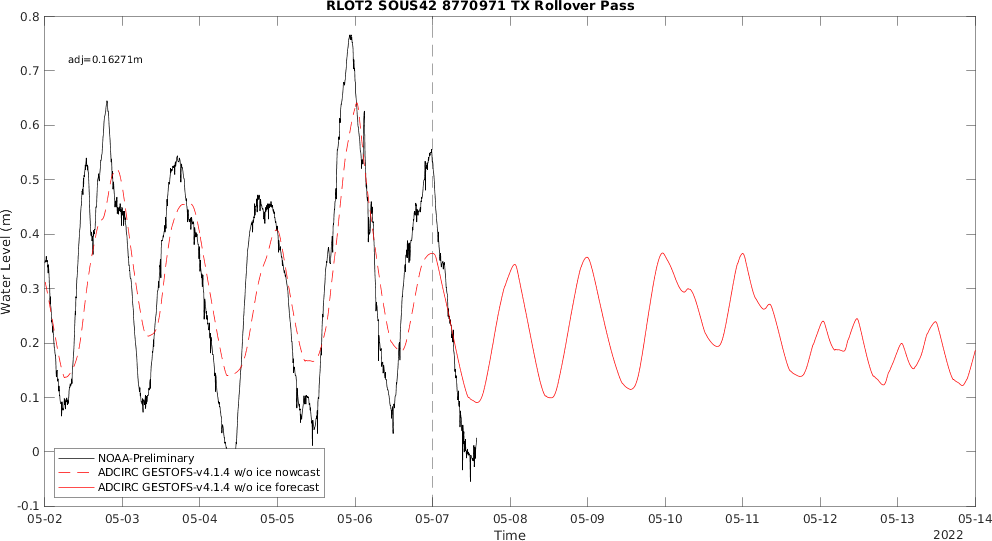 RLOT2 SOUS42 8770971 TX Rollover Pass
adj=0.16271m
Water Level (m)
0.8
0.7
0.6
0.5
0.4
0.3
0.2
0.1
0
-0.1
NOAA-Preliminary
ADCIRC GESTOFS-v4.1.4 w/o ice nowcast
ADCIRC GESTOFS-v4.1.4 w/o ice forecast
05-02 05-03 05-04 05-05 05-06 05-07 05-08 05-09 05-10 05-11 05-12 05-13 05-14
Time
2022